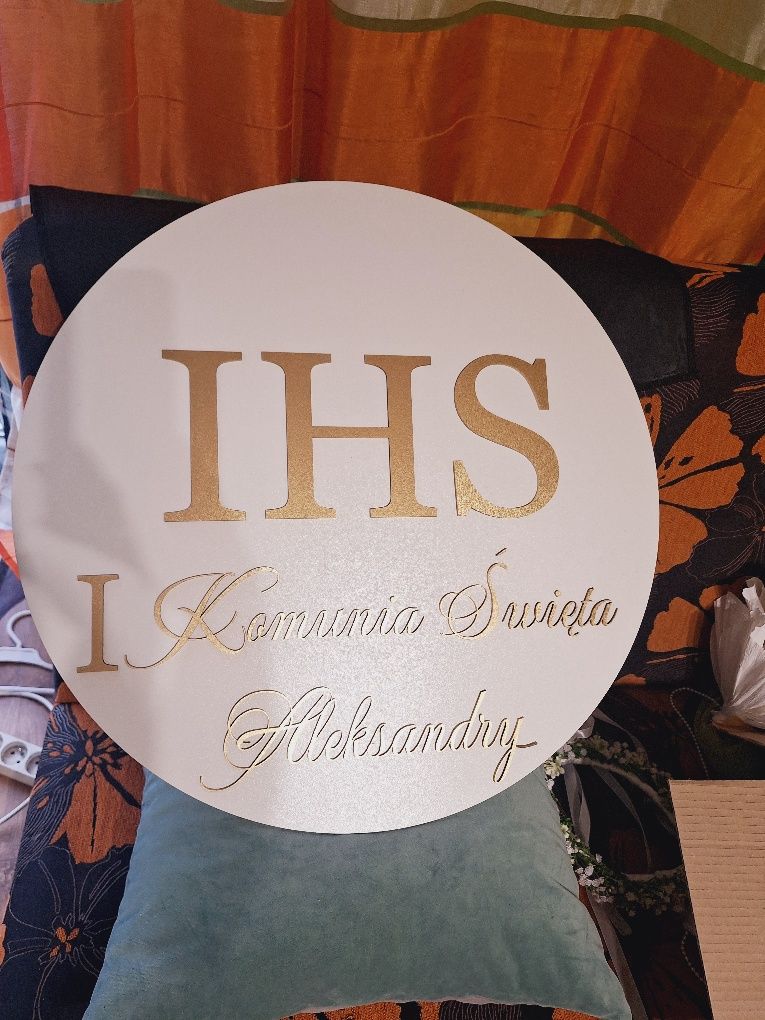 IHS
I Komunia Święta
Aleksandry